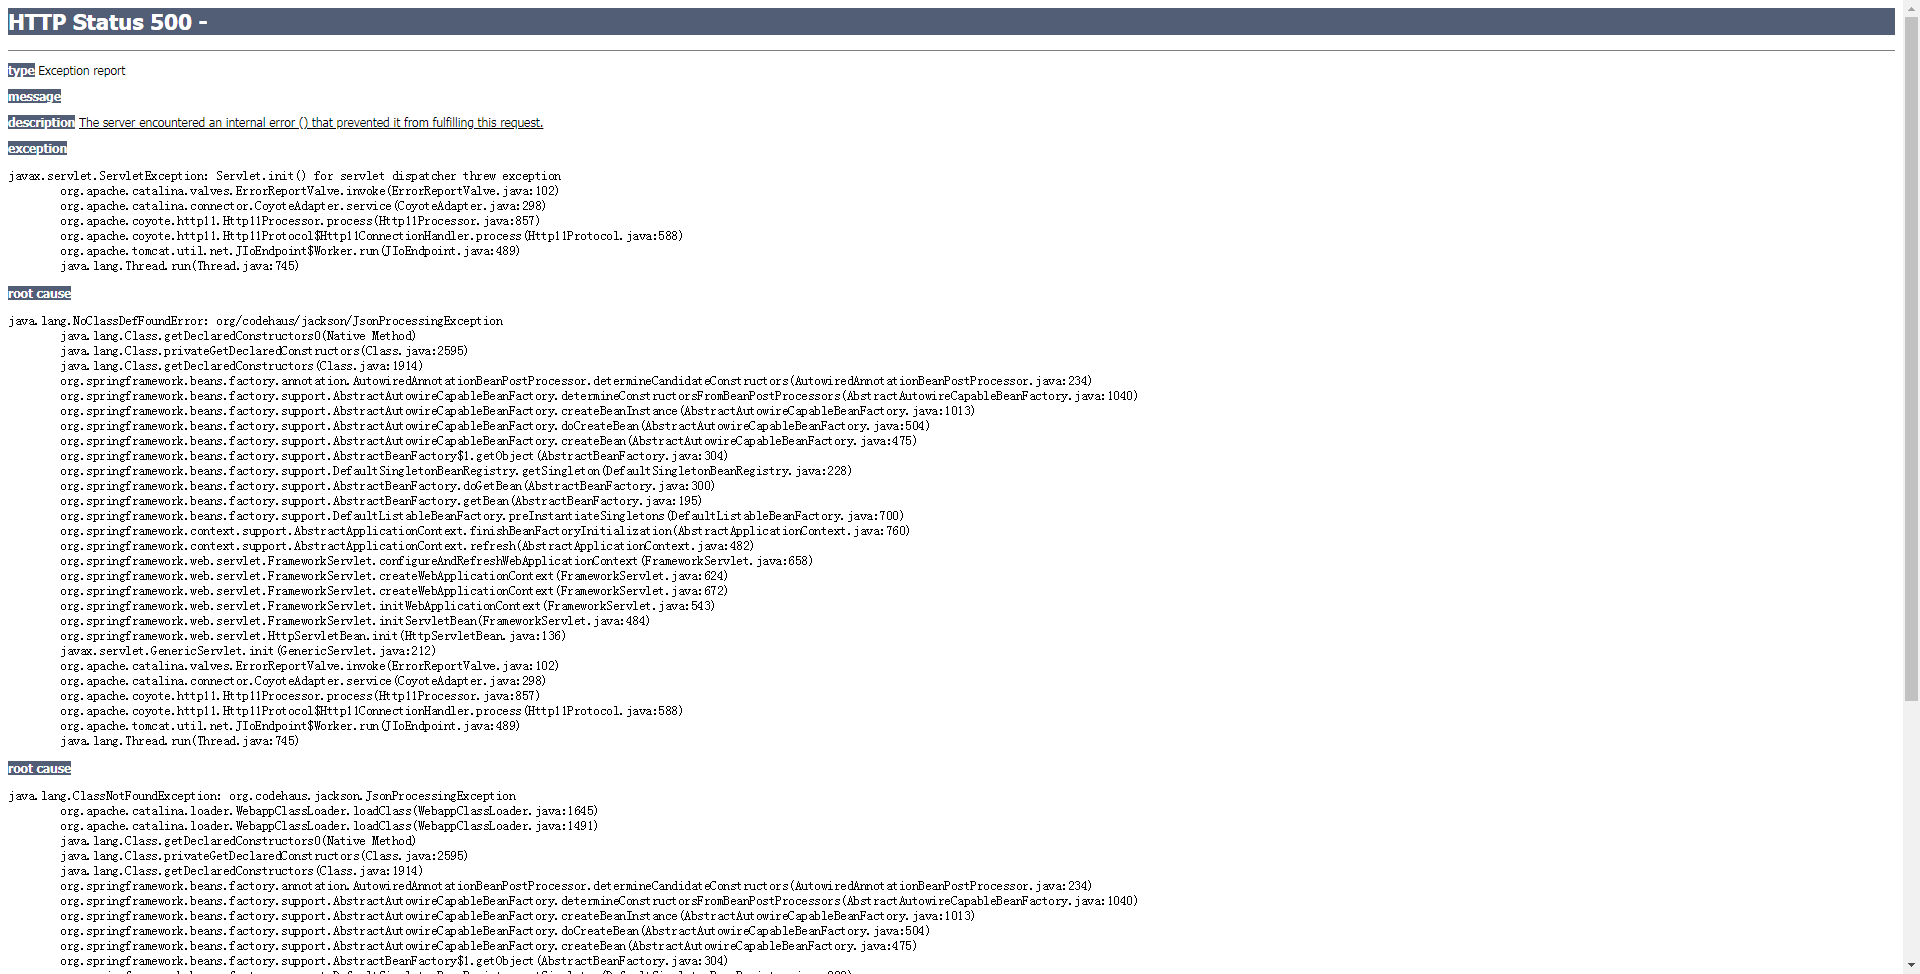 HTTP Status 500 -
type Exception report
message
description The server encountered an internal error () that prevented it from fulfilling this request.
exception
javax.servlet.ServletException: Servlet.init() for servlet dispatcher threw exception
org.apache.catalina.valves.ErrorReportValve.invoke(ErrorReportValve.java:102)
org.apache.catalina.connector.CoyoteAdapter.service(CoyoteAdapter.java:298)
org.apache.coyote.http11.Http11Processor.process(Http11Processor.java:857)
org.apache.coyote.http11.Http11Protocol$Http11ConnectionHandler.process(Http11Protocol.java:588)
org.apache.tomcat.util.net.JIoEndpoint$Worker.run(JIoEndpoint.java:489)
java.lang.Thread.run(Thread.java:745)
root cause
java.lang.NoClassDefFoundError: org/codehaus/jackson/JsonProcessingException
java.lang.Class.getDeclaredConstructors0(Native Method)
java.lang.Class.privateGetDeclaredConstructors(Class.java:2595)
java.lang.Class.getDeclaredConstructors(Class.java:1914)
org.springframework.beans.factory.annotation.AutowiredAnnotationBeanPostProcessor.determineCandidateConstructors(AutowiredAnnotationBeanPostProcessor.java:234)
org.springframework.beans.factory.support.AbstractAutowireCapableBeanFactory.determineConstructorsFromBeanPostProcessors(AbstractAutowireCapableBeanFactory.java:1040)
org.springframework.beans.factory.support.AbstractAutowireCapableBeanFactory.createBeanInstance(AbstractAutowireCapableBeanFactory.java:1013)
org.springframework.beans.factory.support.AbstractAutowireCapableBeanFactory.doCreateBean(AbstractAutowireCapableBeanFactory.java:504)
org.springframework.beans.factory.support.AbstractAutowireCapableBeanFactory.createBean(AbstractAutowireCapableBeanFactory.java:475)
org.springframework.beans.factory.support.AbstractBeanFactory$1.getObject(AbstractBeanFactory.java:304)
org.springframework.beans.factory.support.DefaultSingletonBeanRegistry.getSingleton(DefaultSingletonBeanRegistry.java:228)
org.springframework.beans.factory.support.AbstractBeanFactory.doGetBean(AbstractBeanFactory.java:300)
org.springframework.beans.factory.support.AbstractBeanFactory.getBean(AbstractBeanFactory.java:195)
org.springframework.beans.factory.support.DefaultListableBeanFactory.preInstantiateSingletons(DefaultListableBeanFactory.java:700)
org.springframework.context.support.AbstractApplicationContext.finishBeanFactoryInitialization(AbstractApplicationContext.java:760)
org.springframework.context.support.AbstractApplicationContext.refresh(AbstractApplicationContext.java:482)
org.springframework.web.servlet.FrameworkServlet.configureAndRefreshWebApplicationContext(FrameworkServlet.java:658)
org.springframework.web.servlet.FrameworkServlet.createWebApplicationContext(FrameworkServlet.java:624)
org.springframework.web.servlet.FrameworkServlet.createWebApplicationContext(FrameworkServlet.java:672)
org.springframework.web.servlet.FrameworkServlet.initWebApplicationContext(FrameworkServlet.java:543)
org.springframework.web.servlet.FrameworkServlet.initServletBean(FrameworkServlet.java:484)
org.springframework.web.servlet.HttpServletBean.init(HttpServletBean.java:136)
javax.servlet.GenericServlet.init(GenericServlet.java:212)
org.apache.catalina.valves.ErrorReportValve.invoke(ErrorReportValve.java:102)
org.apache.catalina.connector.CoyoteAdapter.service(CoyoteAdapter.java:298)
org.apache.coyote.http11.Http11Processor.process(Http11Processor.java:857)
org.apache.coyote.http11.Http11Protocol$Http11ConnectionHandler.process(Http11Protocol.java:588)
org.apache.tomcat.util.net.JIoEndpoint$Worker.run(JIoEndpoint.java:489)
java.lang.Thread.run(Thread.java:745)
root cause
java.lang.ClassNotFoundException: org.codehaus.jackson.JsonProcessingException
org.apache.catalina.loader.WebappClassLoader.loadClass(WebappClassLoader.java:1645)
org.apache.catalina.loader.WebappClassLoader.loadClass(WebappClassLoader.java:1491)
java.lang.Class.getDeclaredConstructors0(Native Method)
java.lang.Class.privateGetDeclaredConstructors(Class.java:2595)
java.lang.Class.getDeclaredConstructors(Class.java:1914)
org.springframework.beans.factory.annotation.AutowiredAnnotationBeanPostProcessor.determineCandidateConstructors(AutowiredAnnotationBeanPostProcessor.java:234)
org.springframework.beans.factory.support.AbstractAutowireCapableBeanFactory.determineConstructorsFromBeanPostProcessors(AbstractAutowireCapableBeanFactory.java:1040)
org.springframework.beans.factory.support.AbstractAutowireCapableBeanFactory.createBeanInstance(AbstractAutowireCapableBeanFactory.java:1013)
org.springframework.beans.factory.support.AbstractAutowireCapableBeanFactory.doCreateBean(AbstractAutowireCapableBeanFactory.java:504)
org.springframework.beans.factory.support.AbstractAutowireCapableBeanFactory.createBean(AbstractAutowireCapableBeanFactory.java:475)
org.springframework.beans.factory.support.AbstractBeanFactory$1.getObject(AbstractBeanFactory.java:304)